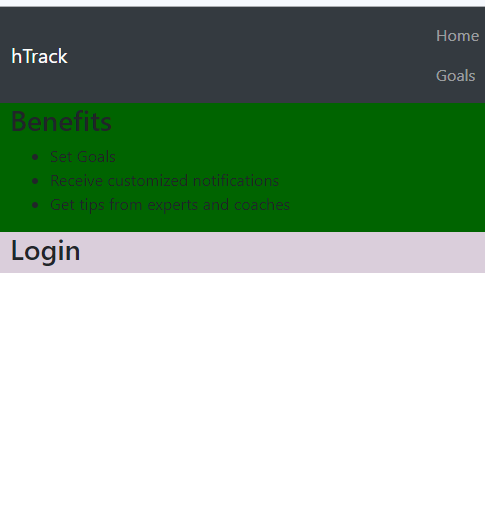 hTrack
Home
Goals
Benefits
Set Goals
Receive customized notifications
Get tips from experts and coaches
Login